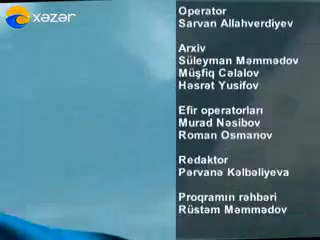 xəzər
Operator
Sarvan Allahverdiyev
Arxiv
Süleyman Məmmədov
Müşfiq Cəlalov
Həsrət Yusifov
Efir operatorları
Murad Nəsibov
Roman Osmanov
Redaktor
Pərvanə Kəlbəliyeva
Proqramın rəhbəri
Rüstəm Məmmədov